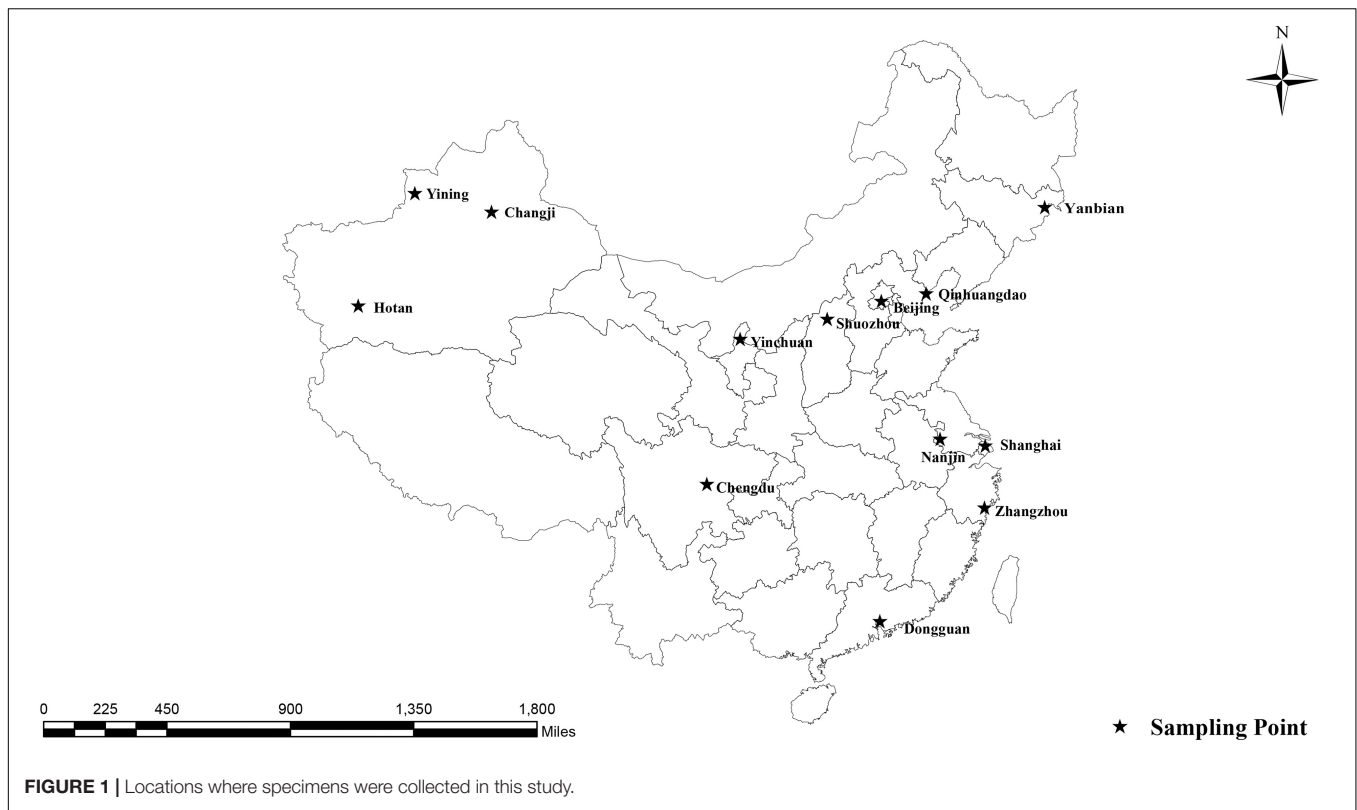 N
Yining
Changji
Yanbian
Hotan
Qinhuangdao
Beijing
Shuozhou
Yinchuan
Nanjin
Shanghai
Chengdu
Zhangzhou
Dongguan
0 225 450 900 1,350 1,800
Miles
Sampling Point
FIGURE 1 | Locations where specimens were collected in this study.